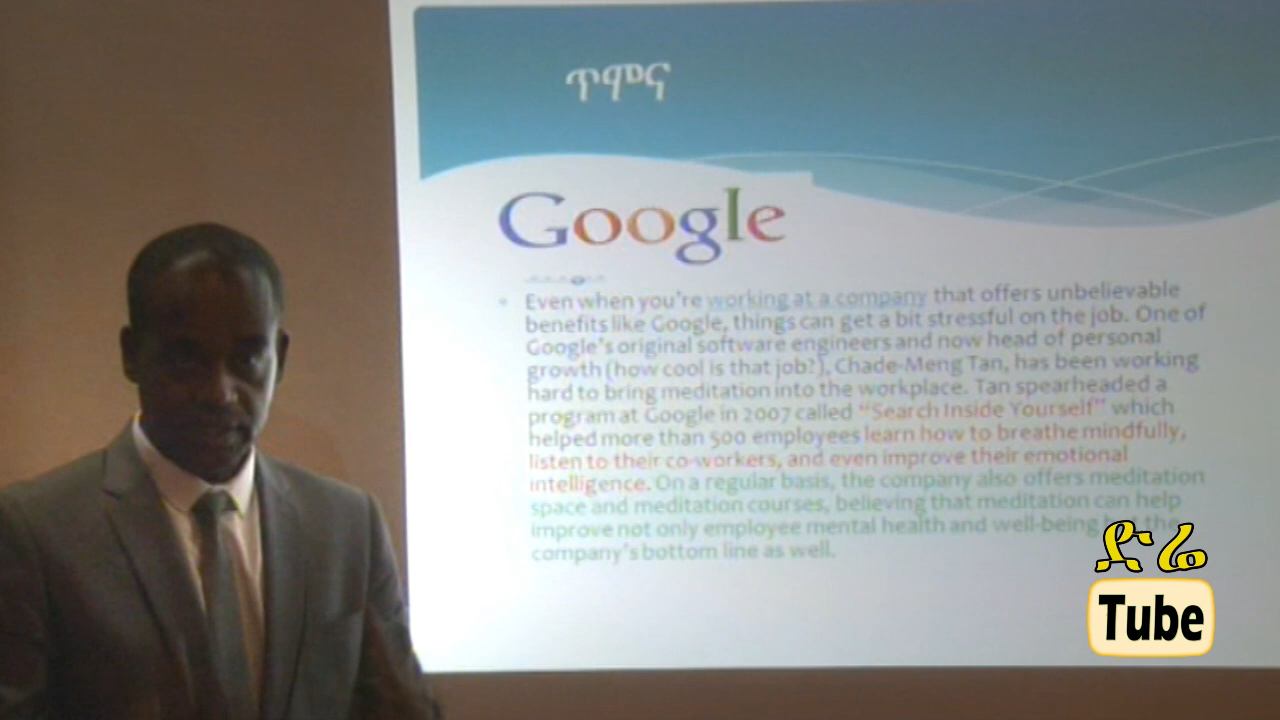 ጥሞና
Google
• Even when you're working at a company that offers unbelievable
benefits like Google, things can get a bit stressful on the job. One of
Google's original software engineers and now head of personal
growth (how cool is that job?), Chade-Meng Tan, has been working
hard to bring meditation into the workplace. Tan spearheaded a
program at Google in 2007 called "Search Inside Yourself" which
helped more than 500 employees learn how to breathe mindfully,
listen to their co-workers, and even improve their emotional
intelligence. On a regular basis, the company also offers meditation
space and meditation courses, believing that meditation can help
improve not only employee mental health and well-being but the
company's bottom line as well.
ድሬ
Tube